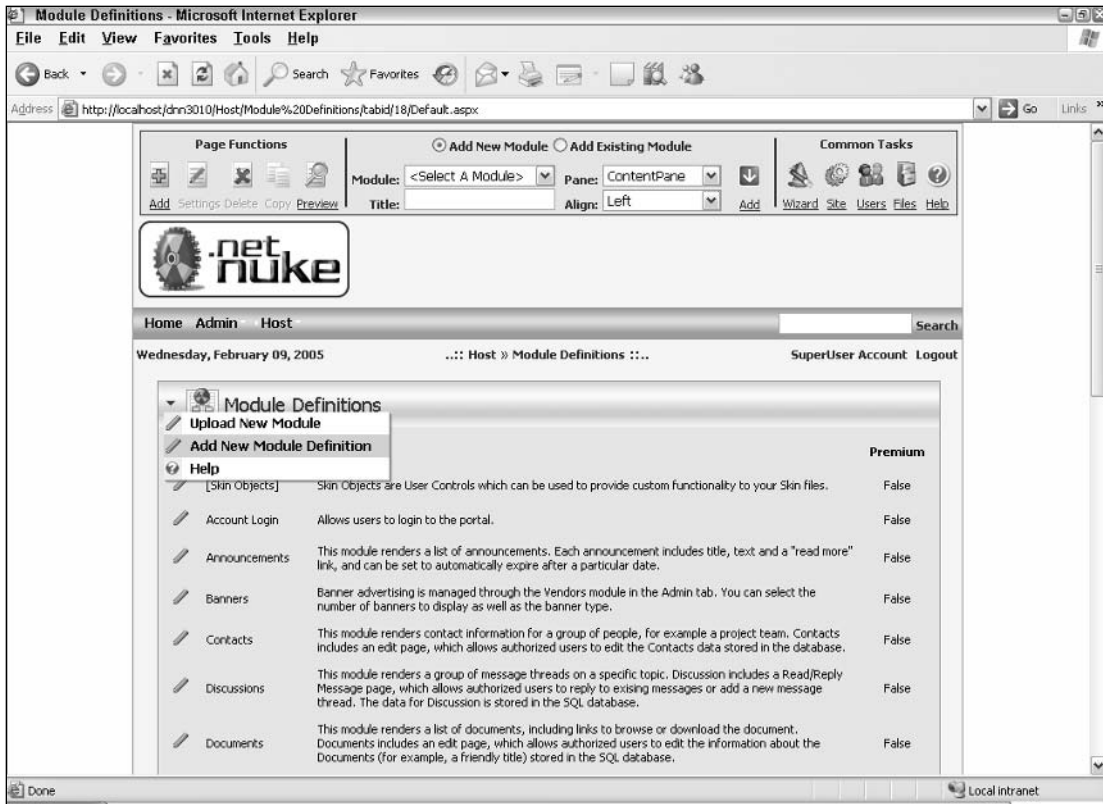 Module Definitions - Microsoft Internet Explorer
File Edit View Favorites Tools Help
Back Search Favorites
Address http://localhost/dnn3010/Host/Module%20Definitions/tabid/18/Default.aspx Go Links
Page Functions Add New Module Add Existing Module Common Tasks
Module: <Select A Module> Pane: ContentPane
Add Settings Delete Copy Preview Title: Align: Left Add Wizard Site Users Files Help
.net
nuke
Home Admin Host Search
Wednesday, February 09, 2005 ..:: Host » Module Definitions ::.. SuperUser Account Logout
Module Definitions
Upload New Module
Add New Module Definition
Help
Premium
[Skin Objects] Skin Objects are User Controls which can be used to provide custom functionality to your Skin files. False
Account Login Allows users to login to the portal. False
Announcements This module renders a list of announcements. Each announcement includes title, text and a "read more"
link, and can be set to automatically expire after a particular date. False
Banners Banner advertising is managed through the Vendors module in the Admin tab. You can select the
number of banners to display as well as the banner type. False
Contacts This module renders contact information for a group of people, for example a project team. Contacts
includes an edit page, which allows authorized users to edit the Contacts data stored in the database. False
Discussions This module renders a group of message threads on a specific topic. Discussion includes a Read/Reply
Message page, which allows authorized users to reply to exising messages or add a new message
thread. The data for Discussion is stored in the SQL database. False
Documents This module renders a list of documents, including links to browse or download the document.
Documents includes an edit page, which allows authorized users to edit the information about the
Documents (for example, a friendly title) stored in the SQL database. False
Done Local intranet